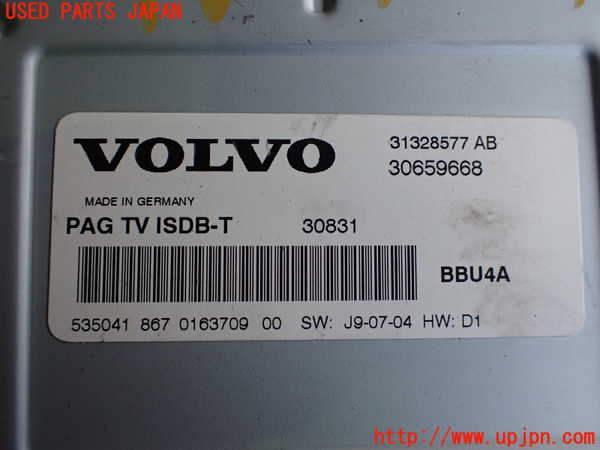 USED PARTS JAPAN
VOLVO
31328577 AB
30659668
MADE IN GERMANY
PAG TV ISDB-T 30831
BBU4A
535041 867 0163709 00 SW: J9-07-04 HW: D1
http://www.upjpn.com/